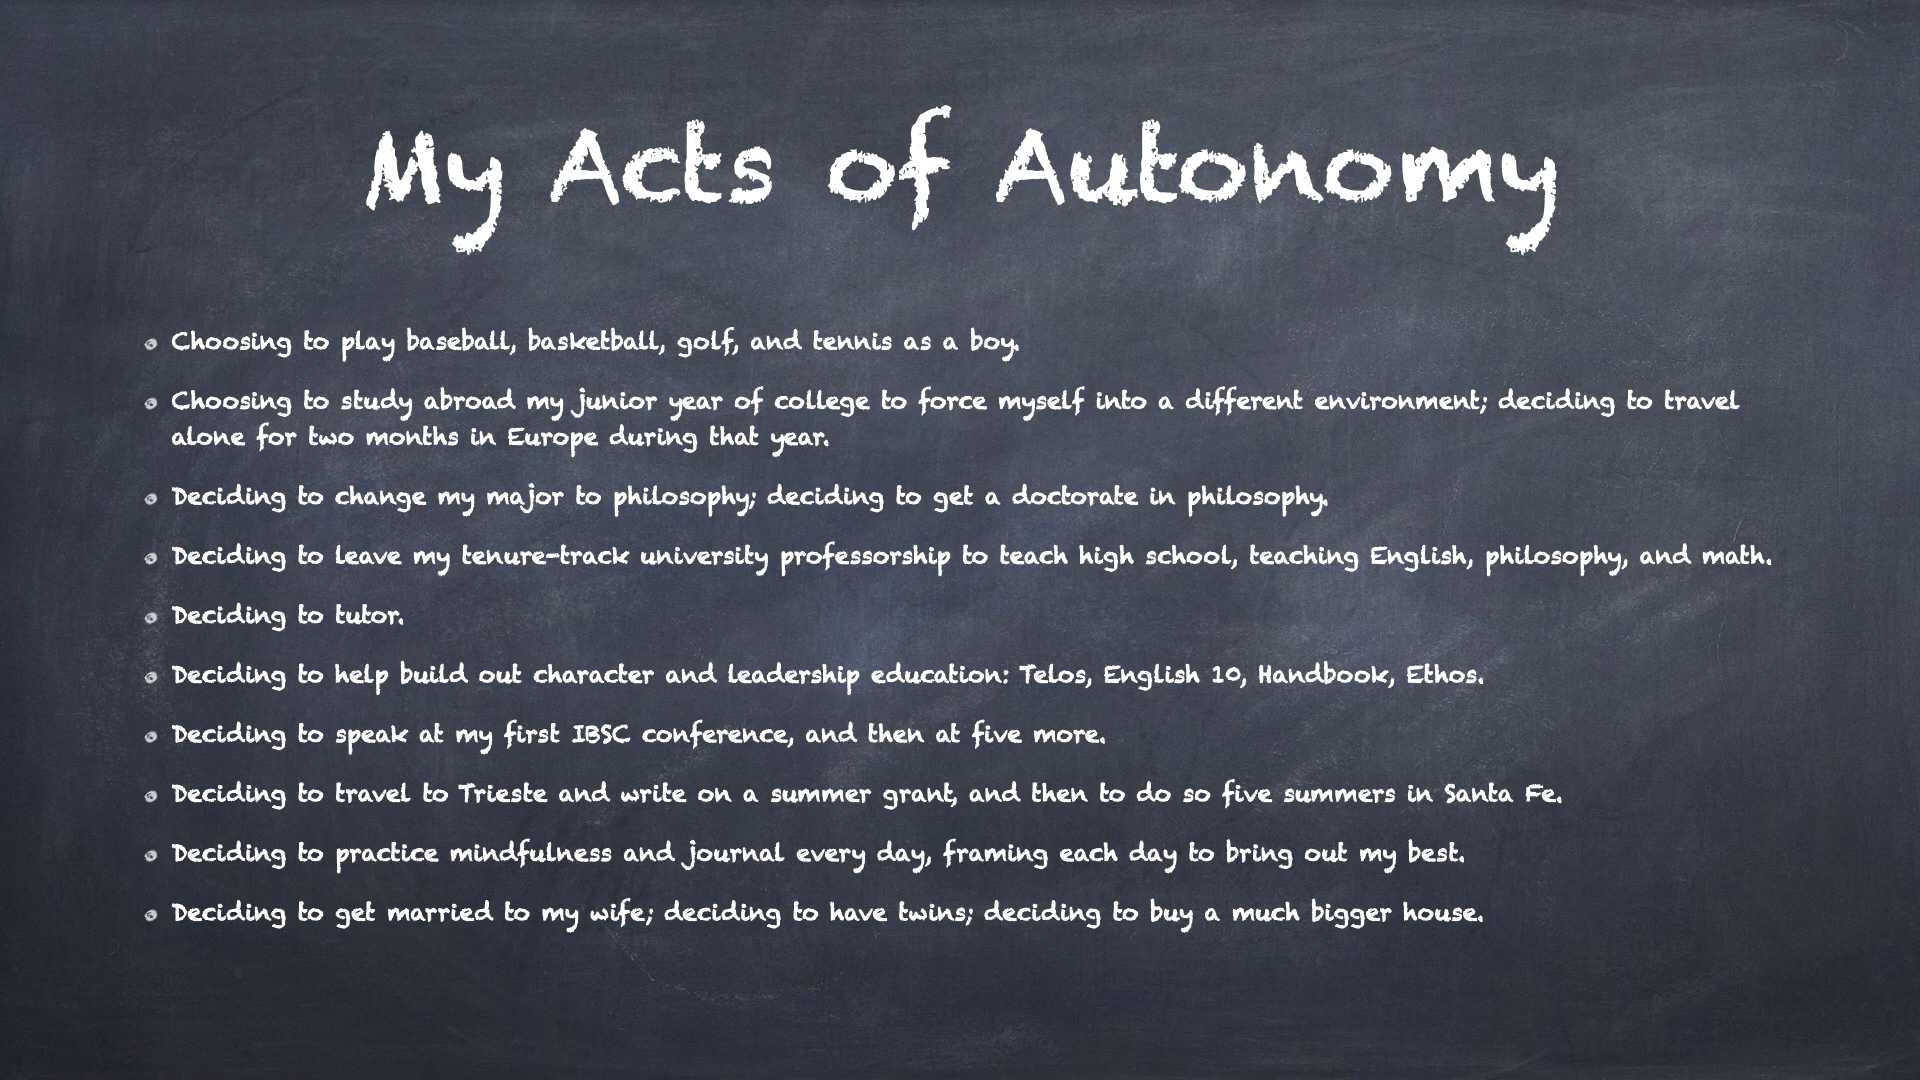 My Acts of Autonomy
Choosing to play baseball, basketball, golf, and tennis as a boy.
Choosing to study abroad my junior year of college to force myself into a different environment; deciding to travel
alone for two months in Europe during that year.
Deciding to change my major to philosophy; deciding to get a doctorate in philosophy.
Deciding to leave my tenure-track university professorship to teach high school, teaching English, philosophy, and math.
Deciding to tutor.
Deciding to help build out character and leadership education: Telos, English 10, Handbook, Ethos.
Deciding to speak at my first IBSC conference, and then at five more.
Deciding to travel to Trieste and write on a summer grant, and then to do so five summers in Santa Fe.
Deciding to practice mindfulness and journal every day, framing each day to bring out my best.
Deciding to get married to my wife; deciding to have twins; deciding to buy a much bigger house.